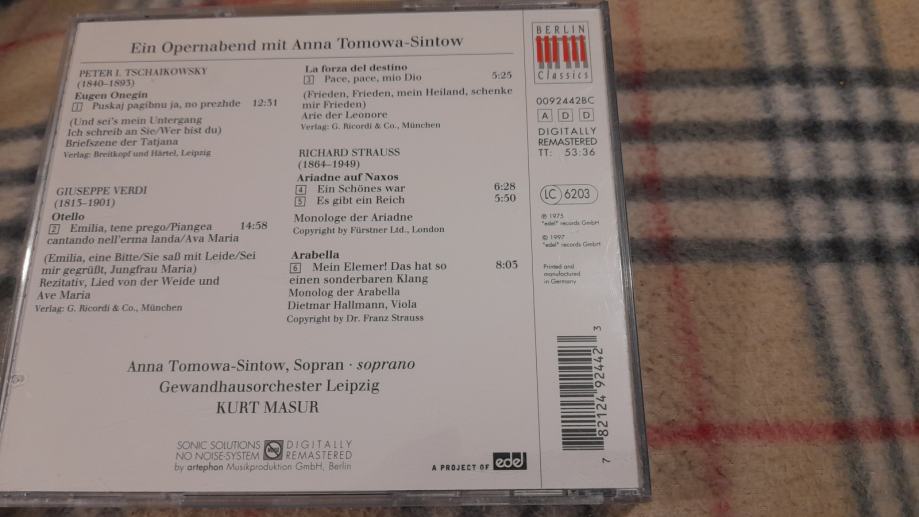 Ein Opernabend mit Anna Tomowa-Sintow
PETER I. TSCHAIKOWSKY
(1840–1893)
Eugen Onegin
1 Puskaj pagibnu ja, no prezhde 12:31
(Und sei's mein Untergang
Ich schreib an Sie/Wer bist du)
Briefszene der Tatjana
Verlag: Breitkopf und Härtel, Leipzig
GIUSEPPE VERDI
(1813–1901)
Otello
2 Emilia, tene prego/Piangea 14:58
cantando nell'erma landa/Ava Maria
(Emilia, eine Bitte/Sie saß mit Leide/Sei
mir gegrüßt, Jungfrau Maria)
Rezitativ, Lied von der Weide und
Ave Maria
Verlag: G. Ricordi & Co., München
La forza del destino
3 Pace, pace, mio Dio 5:25
(Frieden, Frieden, mein Heiland, schenke
mir Frieden)
Arie der Leonore
Verlag: G. Ricordi & Co., München
RICHARD STRAUSS
(1864–1949)
Ariadne auf Naxos
4 Ein Schönes war 6:28
5 Es gibt ein Reich 5:50
Monologe der Ariadne
Copyright by Fürstner Ltd., London
Arabella
6 Mein Elemer! Das hat so 8:03
einen sonderbaren Klang
Monolog der Arabella
Dietmar Hallmann, Viola
Copyright by Dr. Franz Strauss
Anna Tomowa-Sintow, Sopran · soprano
Gewandhausorchester Leipzig
KURT MASUR
SONIC SOLUTIONS
NO NOISE-SYSTEM
DIGITALLY
REMASTERED
by artephon Musikproduktion GmbH, Berlin
A PROJECT OF edel
BERLIN
Classics
0092442BC
A D D
DIGITALLY
REMASTERED
TT: 53:36
LC 6203
℗ 1975
"edel" records GmbH
© 1997
"edel" records GmbH
Printed and
manufactured
in Germany
7 82124 92442 3